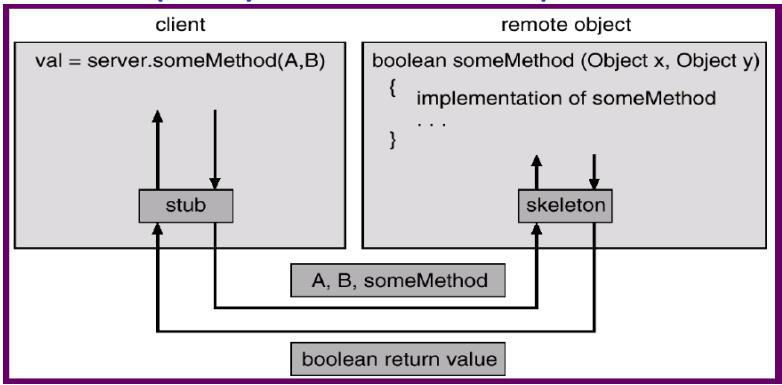 client
remote object
val = server.someMethod(A,B)
boolean someMethod (Object x, Object y)
{
implementation of someMethod
. . .
}
stub
skeleton
A, B, someMethod
boolean return value